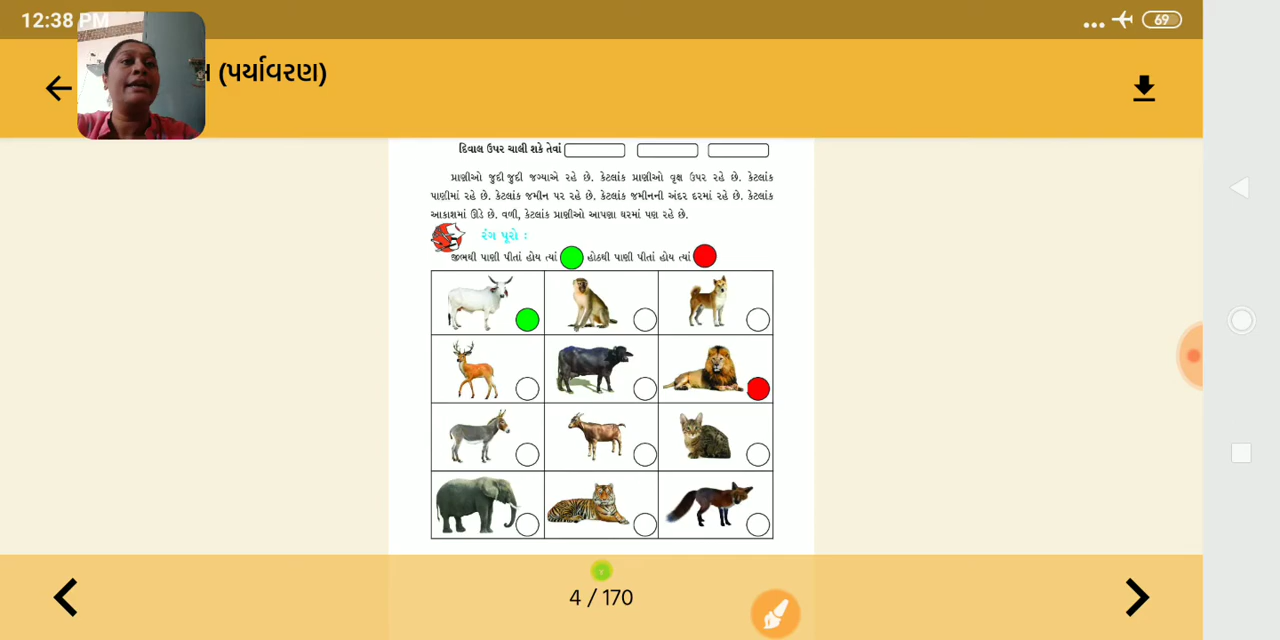 12:38 PM
69
(પર્યાવરણ)
દિવાલ ઉપર ચાલી શકે તેવાં
પ્રાણીઓ જુદી જુદી જગ્યાએ રહે છે. કેટલાંક પ્રાણીઓ વૃક્ષ ઉપર રહે છે. કેટલાંક
પાણીમાં રહે છે. કેટલાંક જમીન પર રહે છે. કેટલાંક જમીનની અંદર દરમાં રહે છે. કેટલાંક
આકાશમાં ઊડે છે. વળી, કેટલાંક પ્રાણીઓ આપણા ઘરમાં પણ રહે છે.
રંગ પૂરો :
જીભથી પાણી પીતાં હોય ત્યાં હોઠથી પાણી પીતાં હોય ત્યાં
4 / 170